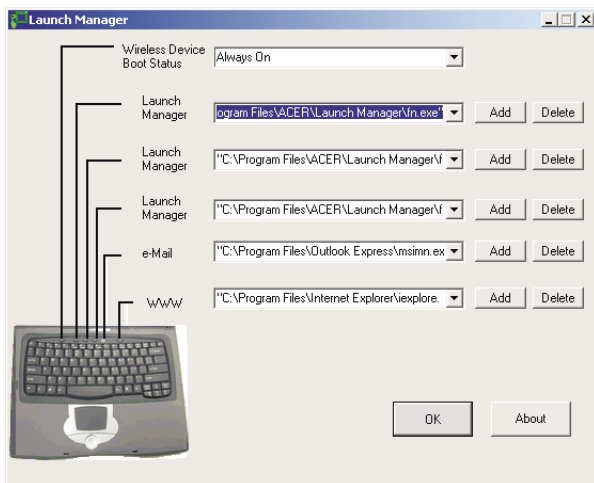 Launch Manager
Wireless Device
Boot Status
Always On
Launch
Manager
ogram Files\ACER\Launch Manager\fn.exe"
Add
Delete
Launch
Manager
"C:\Program Files\ACER\Launch Manager\f
Add
Delete
Launch
Manager
"C:\Program Files\ACER\Launch Manager\f
Add
Delete
e-Mail
"C:\Program Files\Outlook Express\msimn.ex
Add
Delete
WWW
"C:\Program Files\Internet Explorer\iexplore.
Add
Delete
OK
About